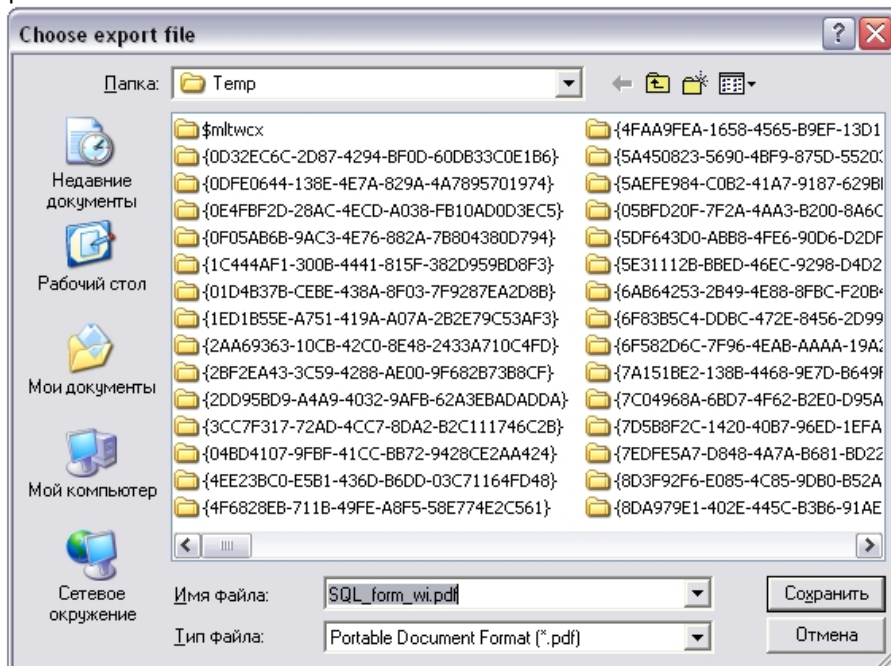 Choose export file
Папка:
Temp
Недавние
документы
Рабочий стол
Мои документы
Мой компьютер
Сетевое
окружение
$mltwcx
{0D32EC6C-2D87-4294-BF0D-60DB33C0E1B6}
{0DFE0644-138E-4E7A-829A-4A7895701974}
{0E4FBF2D-28AC-4ECD-A038-FB10AD0D3EC5}
{0F05AB6B-9AC3-4E76-882A-7B804380D794}
{1C444AF1-300B-4441-815F-382D959BD8F3}
{01D4B37B-CEBE-438A-8F03-7F9287EA2D8B}
{1ED1B55E-A751-419A-A07A-2B2E79C53AF3}
{2AA69363-10CB-42C0-8E48-2433A710C4FD}
{2BF2EA43-3C59-4288-AE00-9F682B73B8CF}
{2DD95BD9-A4A9-4032-9AFB-62A3EBADADDA}
{3CC7F317-72AD-4CC7-8DA2-B2C111746C2B}
{04BD4107-9FBF-41CC-BB72-9428CE2AA424}
{4EE23BC0-E5B1-436D-B6DD-03C71164FD48}
{4F6828EB-711B-49FE-A8F5-58E774E2C561}
{4FAA9FEA-1658-4565-B9EF-13D1
{5A450823-5690-4BF9-875D-5520
{5AEFE984-C0B2-41A7-9187-629B
{05BFD20F-7F2A-4AA3-B200-8A6C
{5DF643D0-ABB8-4FE6-90D6-D2DF
{5E31112B-BBED-46EC-9298-D4D2
{6AB64253-2B49-4E88-8FBC-F20B
{6F83B5C4-DDBC-472E-8456-2D99
{6F582D6C-7F96-4EAB-AAAA-19A
{7A151BE2-138B-4468-9E7D-B649
{7C04968A-6BD7-4F62-B2E0-D95A
{7D5B8F2C-1420-40B7-96ED-1EFA
{7EDFE5A7-D848-4A7A-B681-BD22
{8D3F92F6-E085-4C85-9DB0-B52A
{8DA979E1-402E-445C-B3B6-91AE
Имя файла:
SQL_form_wi.pdf
Сохранить
Тип файла:
Portable Document Format (*.pdf)
Отмена